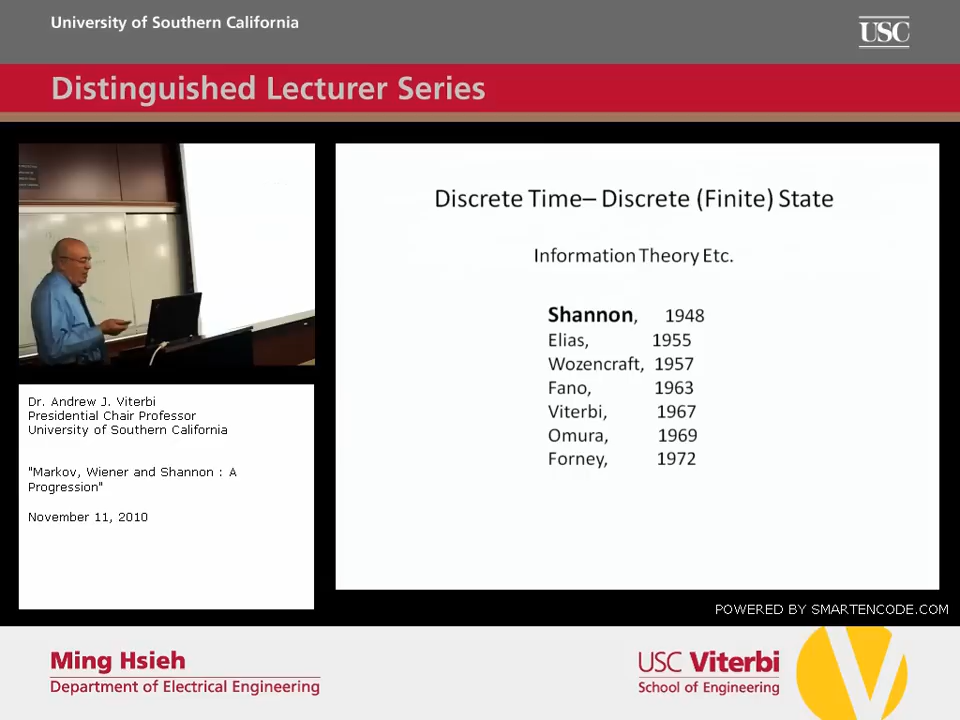 University of Southern California
USC
Distinguished Lecturer Series
Discrete Time– Discrete (Finite) State
Information Theory Etc.
Shannon, 1948
Elias, 1955
Wozencraft, 1957
Fano, 1963
Viterbi, 1967
Omura, 1969
Forney, 1972
Dr. Andrew J. Viterbi
Presidential Chair Professor
University of Southern California
"Markov, Wiener and Shannon : A
Progression"
November 11, 2010
POWERED BY SMARTENCODE.COM
Ming Hsieh
Department of Electrical Engineering
USC Viterbi
School of Engineering